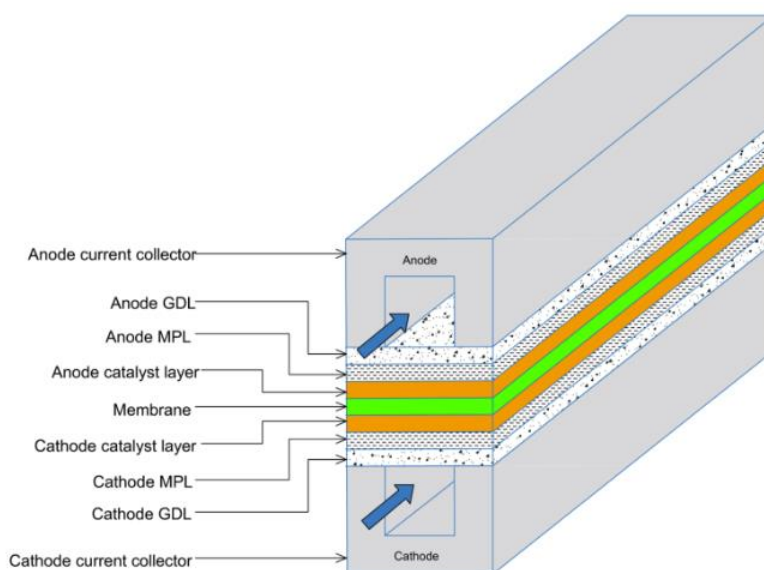 Anode current collector
Anode
Anode GDL
Anode MPL
Anode catalyst layer
Membrane
Cathode catalyst layer
Cathode MPL
Cathode GDL
Cathode current collector
Cathode